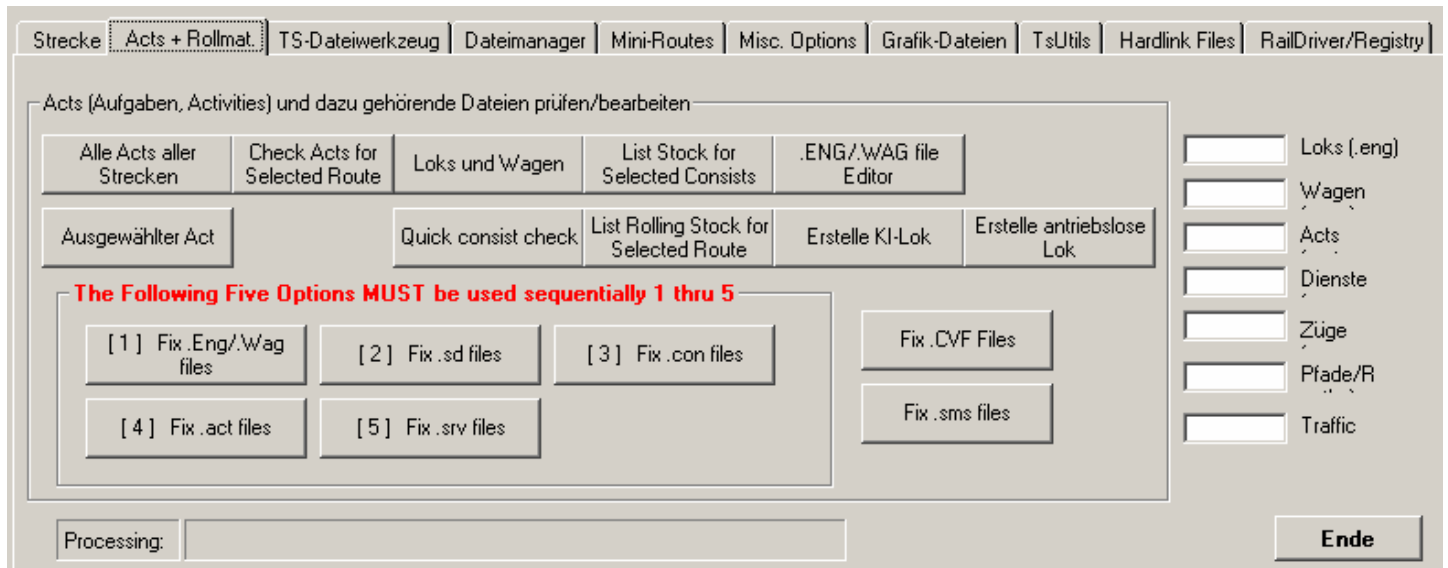 Strecke Acts + Rollmat. TS-Dateiwerkzeug Dateimanager Mini-Routes Misc. Options Grafik-Dateien TsUtils Hardlink Files RailDriver/Registry
Acts (Aufgaben, Activities) und dazu gehörende Dateien prüfen/bearbeiten
Alle Acts aller
Strecken
Check Acts for
Selected Route
Loks und Wagen
List Stock for
Selected Consists
.ENG/.WAG file
Editor
Ausgewählter Act
Quick consist check
List Rolling Stock for
Selected Route
Erstelle KI-Lok
Erstelle antriebslose
Lok
The Following Five Options MUST be used sequentially 1 thru 5
[ 1 ] Fix .Eng/.Wag
files
[ 2 ] Fix .sd files
[ 3 ] Fix .con files
[ 4 ] Fix .act files
[ 5 ] Fix .srv files
Fix .CVF Files
Fix .sms files
Loks (.eng)
Wagen
Acts
Dienste
Züge
Pfade/R
Traffic
Processing:
Ende